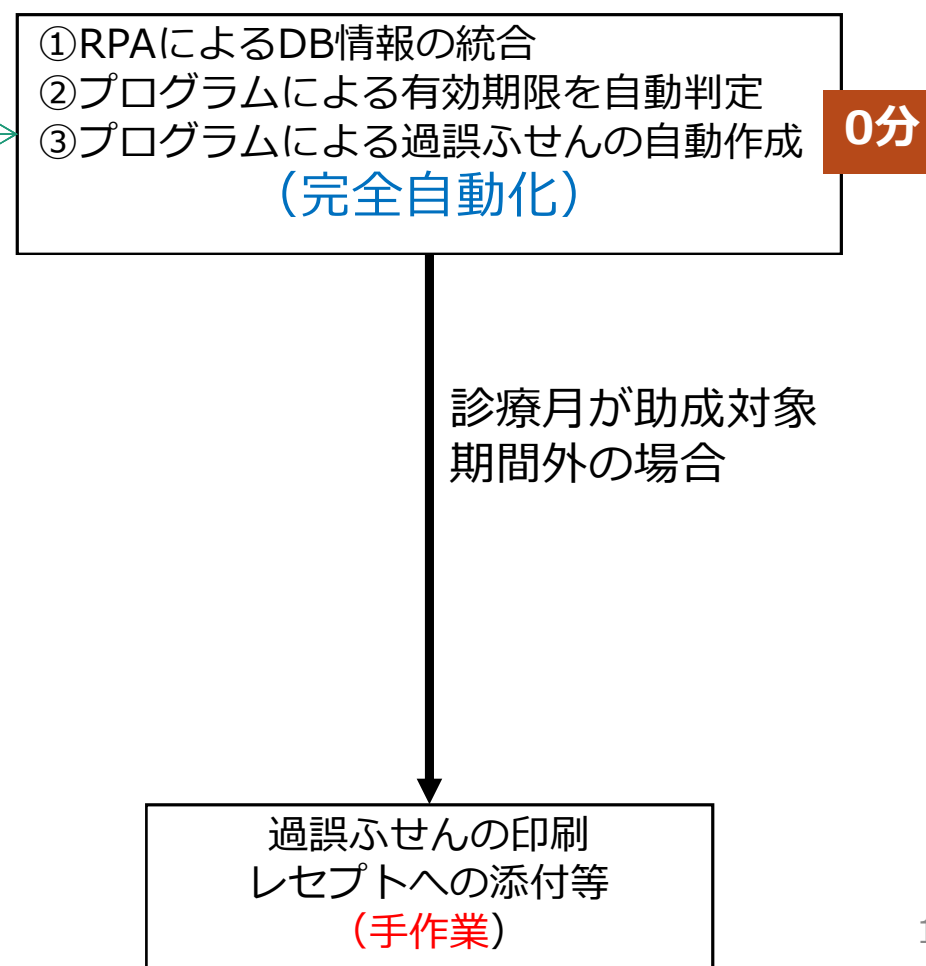 ①RPAによるDB情報の統合
②プログラムによる有効期限を自動判定
③プログラムによる過誤ふせんの自動作成
（完全自動化）
0分
診療月が助成対象
期間外の場合
過誤ふせんの印刷
レセプトへの添付等
（手作業）